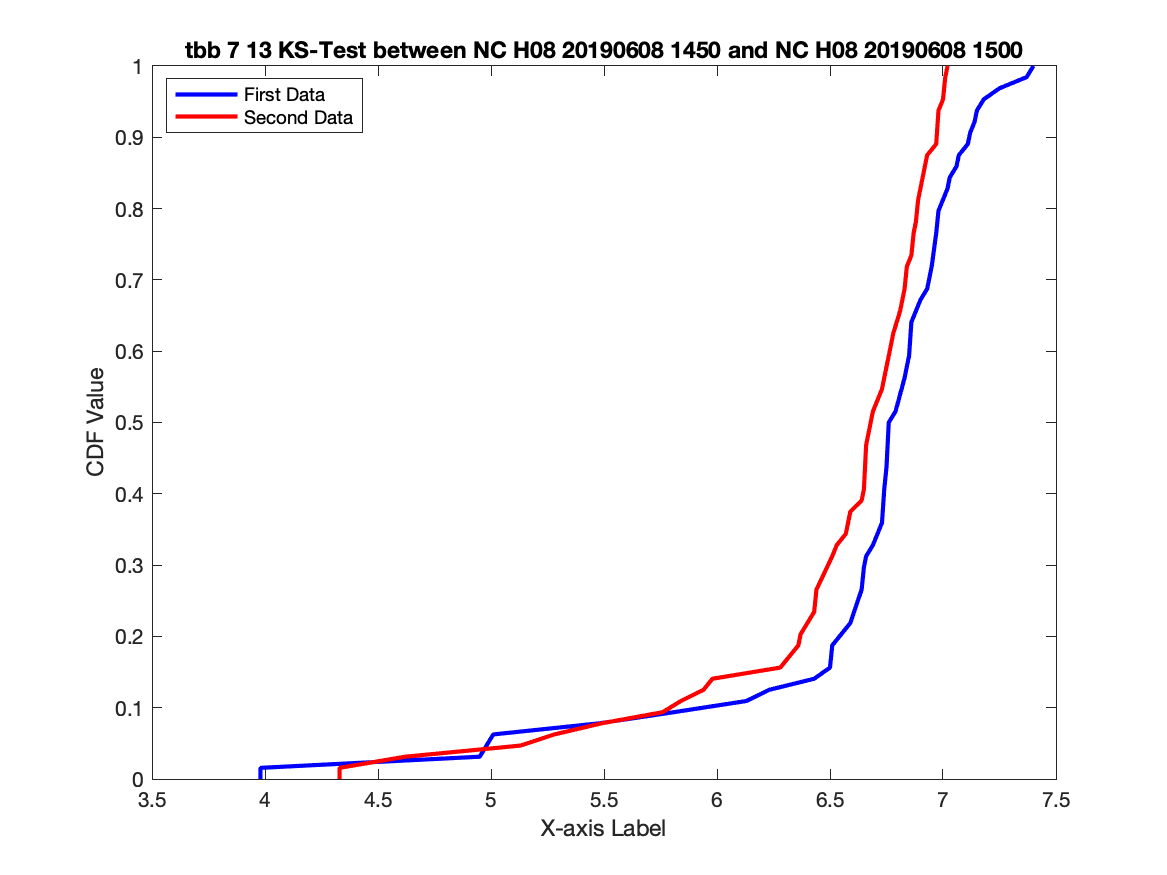 tbb 7 13 KS-Test between NC H08 20190608 1450 and NC H08 20190608 1500
First Data
Second Data
1
0.9
0.8
0.7
0.6
0.5
0.4
0.3
0.2
0.1
0
CDF Value
3.5 4 4.5 5 5.5 6 6.5 7 7.5
X-axis Label